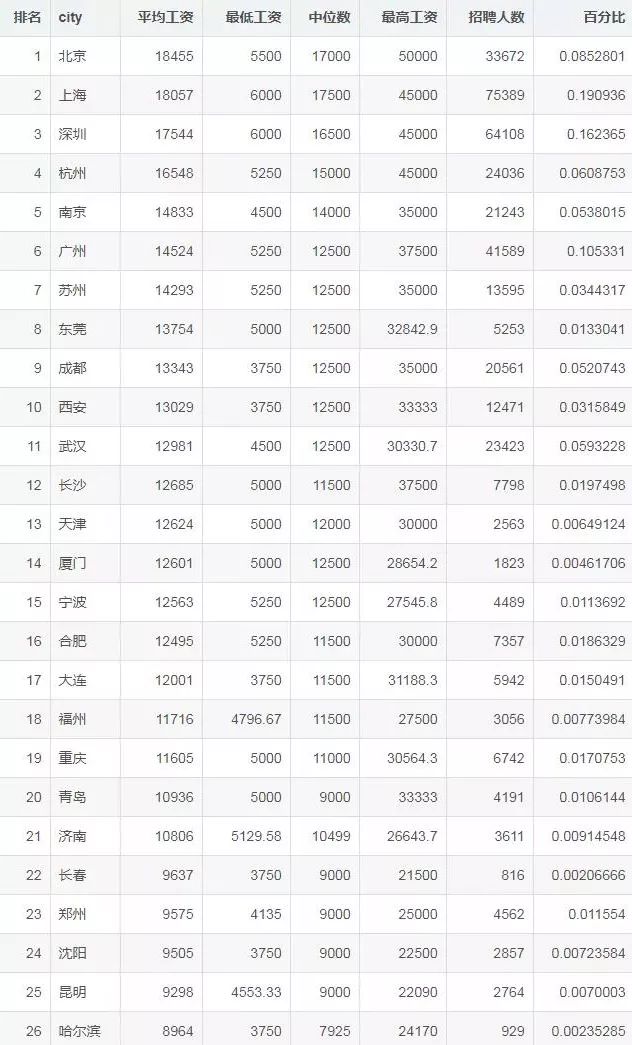 排名 city 平均工资 最低工资 中位数 最高工资 招聘人数 百分比
1 北京 18455 5500 17000 50000 33672 0.0852801
2 上海 18057 6000 17500 45000 75389 0.190936
3 深圳 17544 6000 16500 45000 64108 0.162365
4 杭州 16548 5250 15000 45000 24036 0.0608753
5 南京 14833 4500 14000 35000 21243 0.0538015
6 广州 14524 5250 12500 37500 41589 0.105331
7 苏州 14293 5250 12500 35000 13595 0.0344317
8 东莞 13754 5000 12500 32842.9 5253 0.0133041
9 成都 13343 3750 12500 35000 20561 0.0520743
10 西安 13029 3750 12500 33333 12471 0.0315849
11 武汉 12981 4500 12500 30330.7 23423 0.0593228
12 长沙 12685 5000 11500 37500 7798 0.0197498
13 天津 12624 5000 12000 30000 2563 0.00649124
14 厦门 12601 5000 12500 28654.2 1823 0.00461706
15 宁波 12563 5250 12500 27545.8 4489 0.0113692
16 合肥 12495 5250 11500 30000 7357 0.0186329
17 大连 12001 3750 11500 31188.3 5942 0.0150491
18 福州 11716 4796.67 11500 27500 3056 0.00773984
19 重庆 11605 5000 11000 30564.3 6742 0.0170753
20 青岛 10936 5000 9000 33333 4191 0.0106144
21 济南 10806 5129.58 10499 26643.7 3611 0.00914548
22 长春 9637 3750 9000 21500 816 0.00206666
23 郑州 9575 4135 9000 25000 4562 0.011554
24 沈阳 9505 3750 9000 22500 2857 0.00723584
25 昆明 9298 4553.33 9000 22090 2764 0.0070003
26 哈尔滨 8964 3750 7925 24170 929 0.00235285